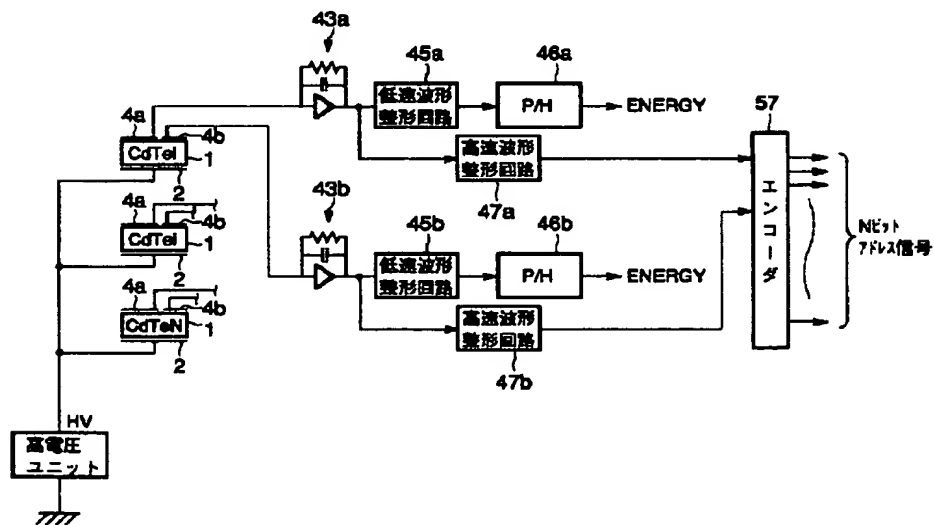 43a
45a
46a
低速波形
整形回路
P/H
ENERGY
57
4a
4b
CdTeI
1
2
高速波形
整形回路
47a
エンコーダ
Nビット
アドレス信号
43b
45b
46b
4a
4b
CdTeI
1
2
低速波形
整形回路
P/H
ENERGY
4a
4b
CdTeN
1
2
高速波形
整形回路
47b
HV
高電圧
ユニット